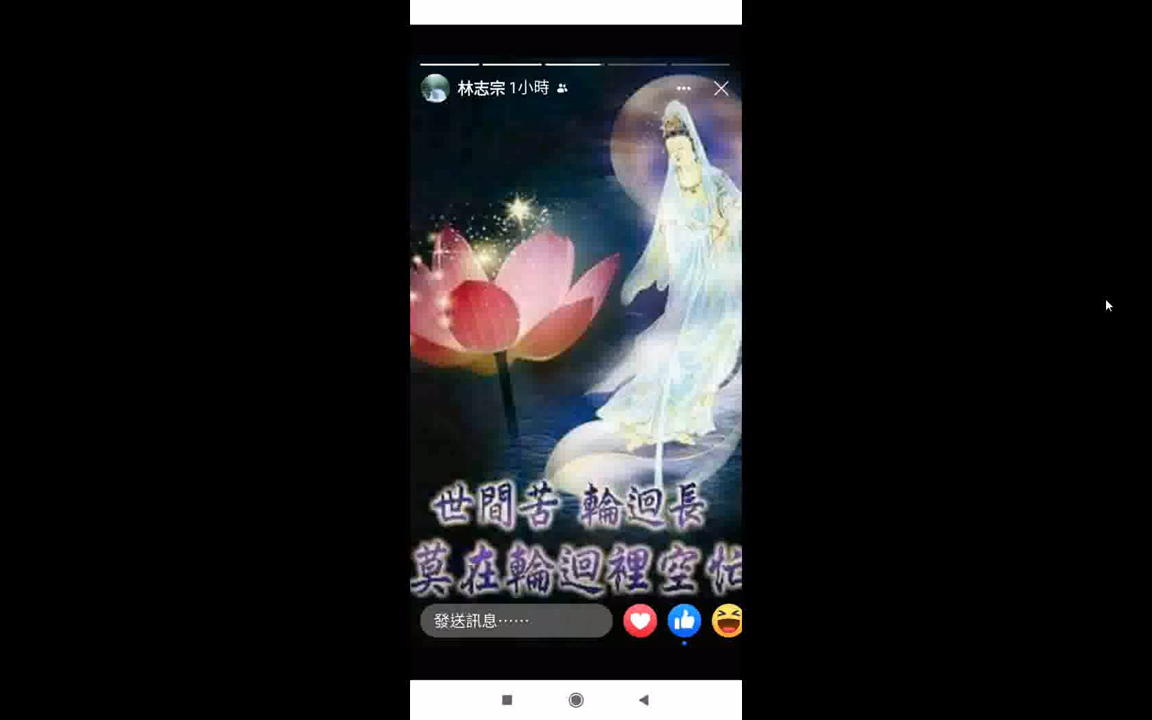 林志宗 1小時
世間苦 輪迴長
莫在輪迴裡空忙
發送訊息……